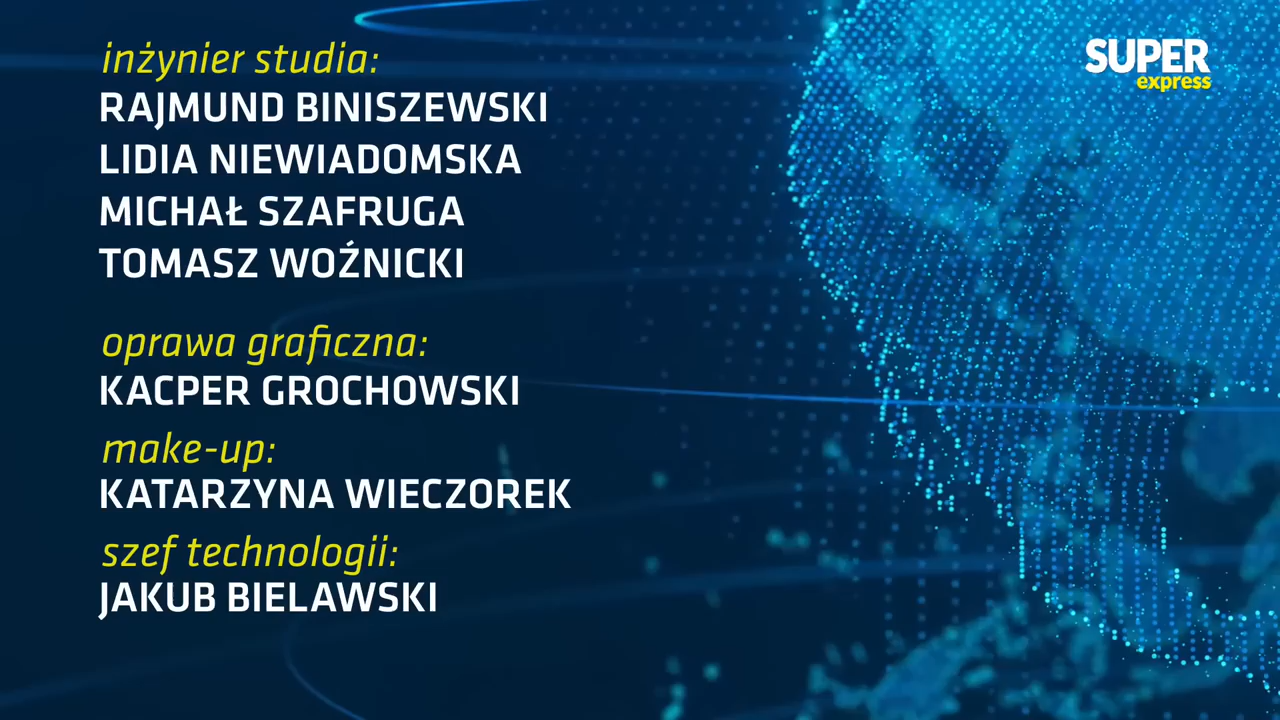 inżynier studia:
RAJMUND BINISZEWSKI
LIDIA NIEWIADOMSKA
MICHAŁ SZAFRUGA
TOMASZ WOŹNICKI
oprawa graficzna:
KACPER GROCHOWSKI
make-up:
KATARZYNA WIECZOREK
szef technologii:
JAKUB BIELAWSKI
SUPER
express